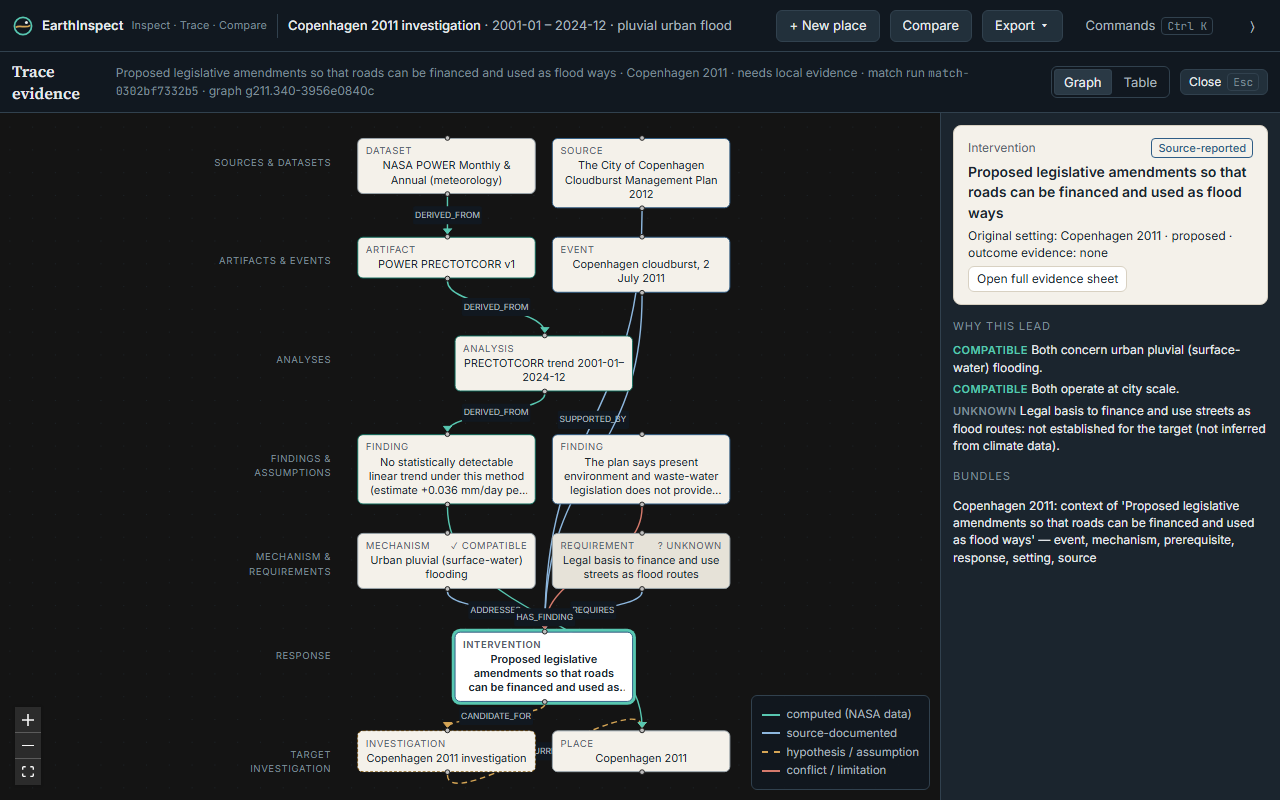 EarthInspect Inspect · Trace · Compare Copenhagen 2011 investigation · 2001-01 – 2024-12 · pluvial urban flood + New place Compare Export Commands Ctrl K
Trace
evidence
Proposed legislative amendments so that roads can be financed and used as flood ways · Copenhagen 2011 · needs local evidence · match run match-
0302bf7332b5 · graph g211.340-3956e0840c
Graph Table Close Esc
SOURCES & DATASETS
DATASET
NASA POWER Monthly &
Annual (meteorology)
SOURCE
The City of Copenhagen
Cloudburst Management Plan
2012
DERIVED_FROM
ARTIFACTS & EVENTS
ARTIFACT
POWER PRECTOTCORR v1
EVENT
Copenhagen cloudburst, 2
July 2011
DERIVED_FROM
ANALYSES
ANALYSIS
PRECTOTCORR trend 2001-01–
2024-12
DERIVED_FROM
SUPPORTED_BY
FINDINGS &
ASSUMPTIONS
FINDING
No statistically detectable
linear trend under this method
(estimate +0.036 mm/day pe...
FINDING
The plan says present
environment and waste-water
legislation does not provide...
MECHANISM &
REQUIREMENTS
MECHANISM ✓ COMPATIBLE
Urban pluvial (surface-water)
flooding
REQUIREMENT ? UNKNOWN
Legal basis to finance and use
streets as flood routes
HAS_FINDING
RESPONSE
INTERVENTION
Proposed legislative
amendments so that roads
can be financed and used as..
CANDIDATE_FOR
TARGET
INVESTIGATION
INVESTIGATION
Copenhagen 2011 investigation
PLACE
Copenhagen 2011
computed (NASA data)
source-documented
hypothesis / assumption
conflict / limitation
Intervention Source-reported
Proposed legislative amendments so that
roads can be financed and used as flood
ways
Original setting: Copenhagen 2011 · proposed ·
outcome evidence: none
Open full evidence sheet
WHY THIS LEAD
COMPATIBLE Both concern urban pluvial (surface-
water) flooding.
COMPATIBLE Both operate at city scale.
UNKNOWN Legal basis to finance and use streets as
flood routes: not established for the target (not inferred
from climate data).
BUNDLES
Copenhagen 2011: context of 'Proposed legislative
amendments so that roads can be financed and used
as flood ways' — event, mechanism, prerequisite,
response, setting, source